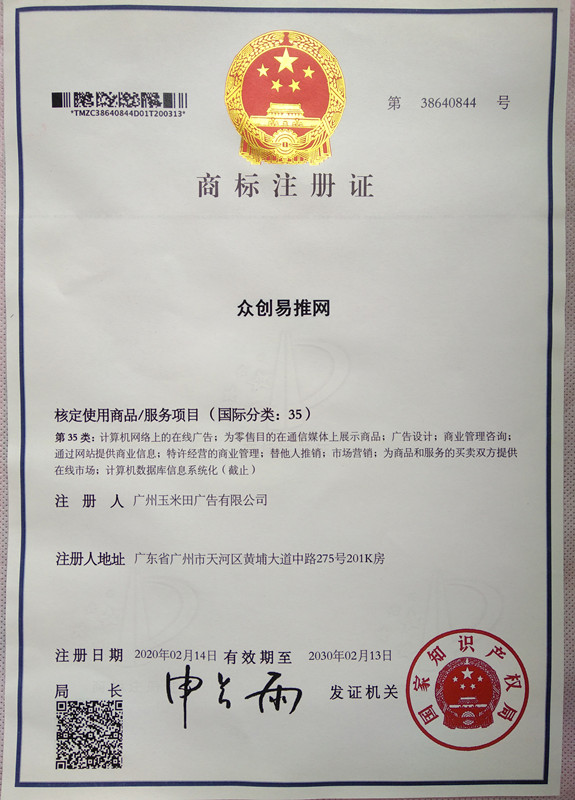 *TMZC38640844D01T200313*
第 38640844 号
商标注册证
众创易推网
核定使用商品/服务项目（国际分类：35）
第 35 类：计算机网络上的在线广告；为零售目的在通信媒体上展示商品；广告设计；商业管理咨询；
通过网站提供商业信息；特许经营的商业管理；替他人推销；市场营销；为商品和服务的买卖双方提供
在线市场；计算机数据库信息系统化（截止）
注 册 人 广州玉米田广告有限公司
注册人地址 广东省广州市天河区黄埔大道中路275号201K房
注册日期 2020年02月14日 有效期至 2030年02月13日
局 长 申长雨 发证机关
国家知识产权局